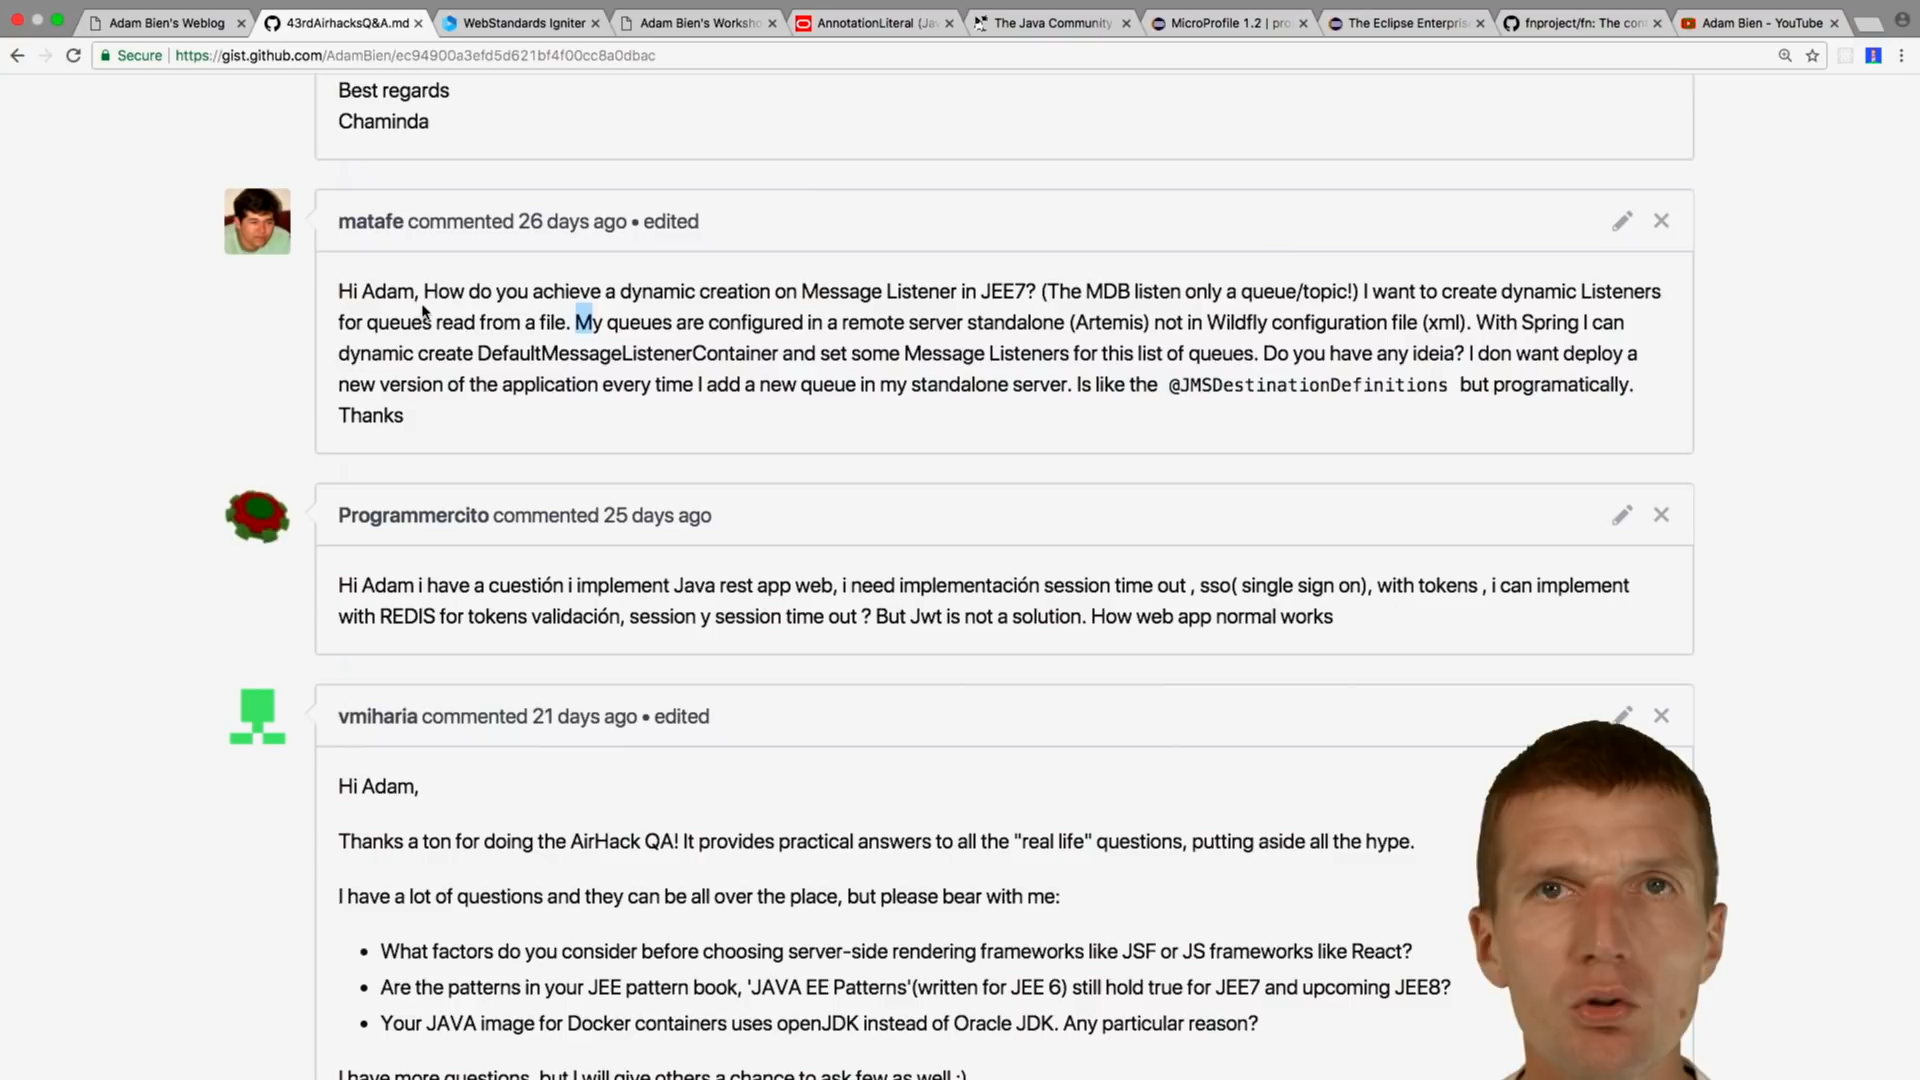 Adam Bien's Weblog
43rdAirhacksQ&A.md
WebStandards Igniter
Adam Bien's Worksho
AnnotationLiteral (Ja
The Java Community
MicroProfile 1.2 | pro
The Eclipse Enterpris
fnproject/fn: The con
Adam Bien - YouTube
Secure https://gist.github.com/AdamBien/ec94900a3efd5d621bf4f00cc8a0dbac
Best regards
Chaminda
matafe commented 26 days ago • edited
Hi Adam, How do you achieve a dynamic creation on Message Listener in JEE7? (The MDB listen only a queue/topic!) I want to create dynamic Listeners
for queues read from a file. My queues are configured in a remote server standalone (Artemis) not in Wildfly configuration file (xml). With Spring I can
dynamic create DefaultMessageListenerContainer and set some Message Listeners for this list of queues. Do you have any ideia? I don want deploy a
new version of the application every time I add a new queue in my standalone server. Is like the @JMSDestinationDefinitions but programatically.
Thanks
Programmercito commented 25 days ago
Hi Adam i have a cuestión i implement Java rest app web, i need implementación session time out , sso( single sign on), with tokens , i can implement
with REDIS for tokens validación, session y session time out ? But Jwt is not a solution. How web app normal works
vmiharia commented 21 days ago • edited
Hi Adam,
Thanks a ton for doing the AirHack QA! It provides practical answers to all the "real life" questions, putting aside all the hype.
I have a lot of questions and they can be all over the place, but please bear with me:
• What factors do you consider before choosing server-side rendering frameworks like JSF or JS frameworks like React?
• Are the patterns in your JEE pattern book, 'JAVA EE Patterns'(written for JEE 6) still hold true for JEE7 and upcoming JEE8?
• Your JAVA image for Docker containers uses openJDK instead of Oracle JDK. Any particular reason?
I have more questions, but I will give others a chance to ask few as well :)